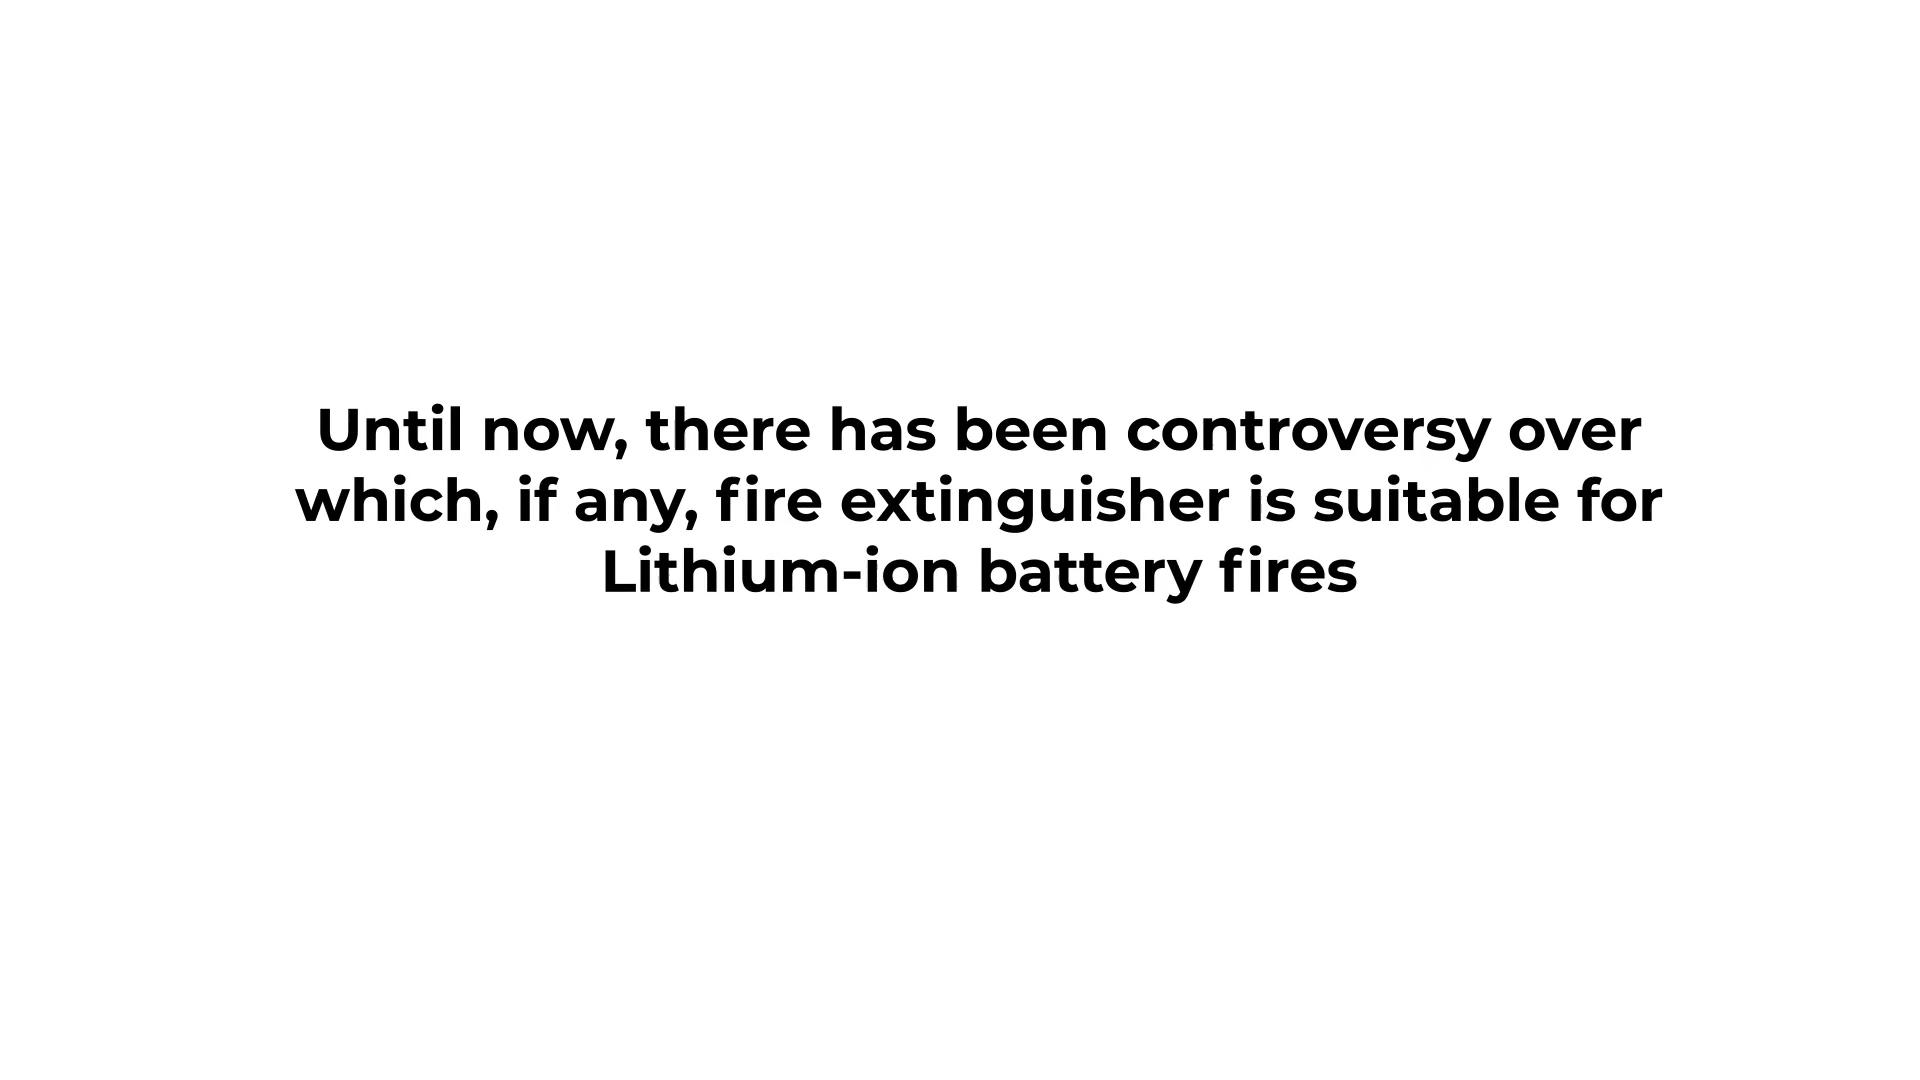 Until now, there has been controversy over
which, if any, fire extinguisher is suitable for
Lithium-ion battery fires